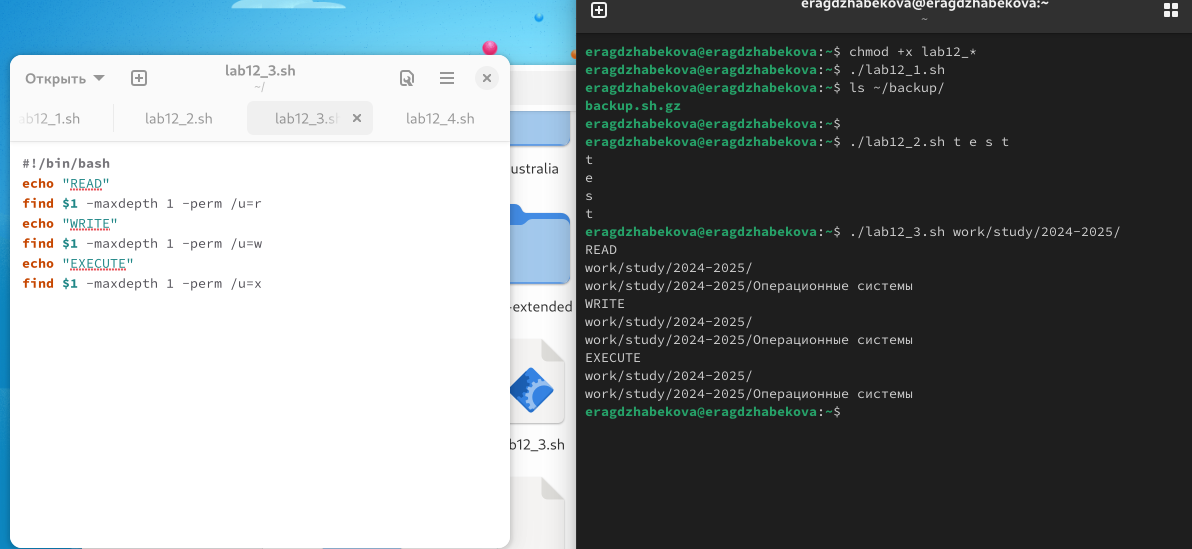 Открыть
lab12_3.sh
~/
ab12_1.sh
lab12_2.sh
lab12_3.sl
lab12_4.sh
#!/bin/bash
echo "READ"
find $1 -maxdepth 1 -perm /u=r
echo "WRITE"
find $1 -maxdepth 1 -perm /u=w
echo "EXECUTE"
find $1 -maxdepth 1 -perm /u=x
ustralia
-extended
b12_3.sh
eragdzhabekova@eragdzhabekova:~
~
eragdzhabekova@eragdzhabekova:~$ chmod +x lab12_*
eragdzhabekova@eragdzhabekova:~$ ./lab12_1.sh
eragdzhabekova@eragdzhabekova:~$ ls ~/backup/
backup.sh.gz
eragdzhabekova@eragdzhabekova:~$
eragdzhabekova@eragdzhabekova:~$ ./lab12_2.sh t e s t
t
e
s
t
eragdzhabekova@eragdzhabekova:~$ ./lab12_3.sh work/study/2024-2025/
READ
work/study/2024-2025/
work/study/2024-2025/Операционные системы
WRITE
work/study/2024-2025/
work/study/2024-2025/Операционные системы
EXECUTE
work/study/2024-2025/
work/study/2024-2025/Операционные системы
eragdzhabekova@eragdzhabekova:~$